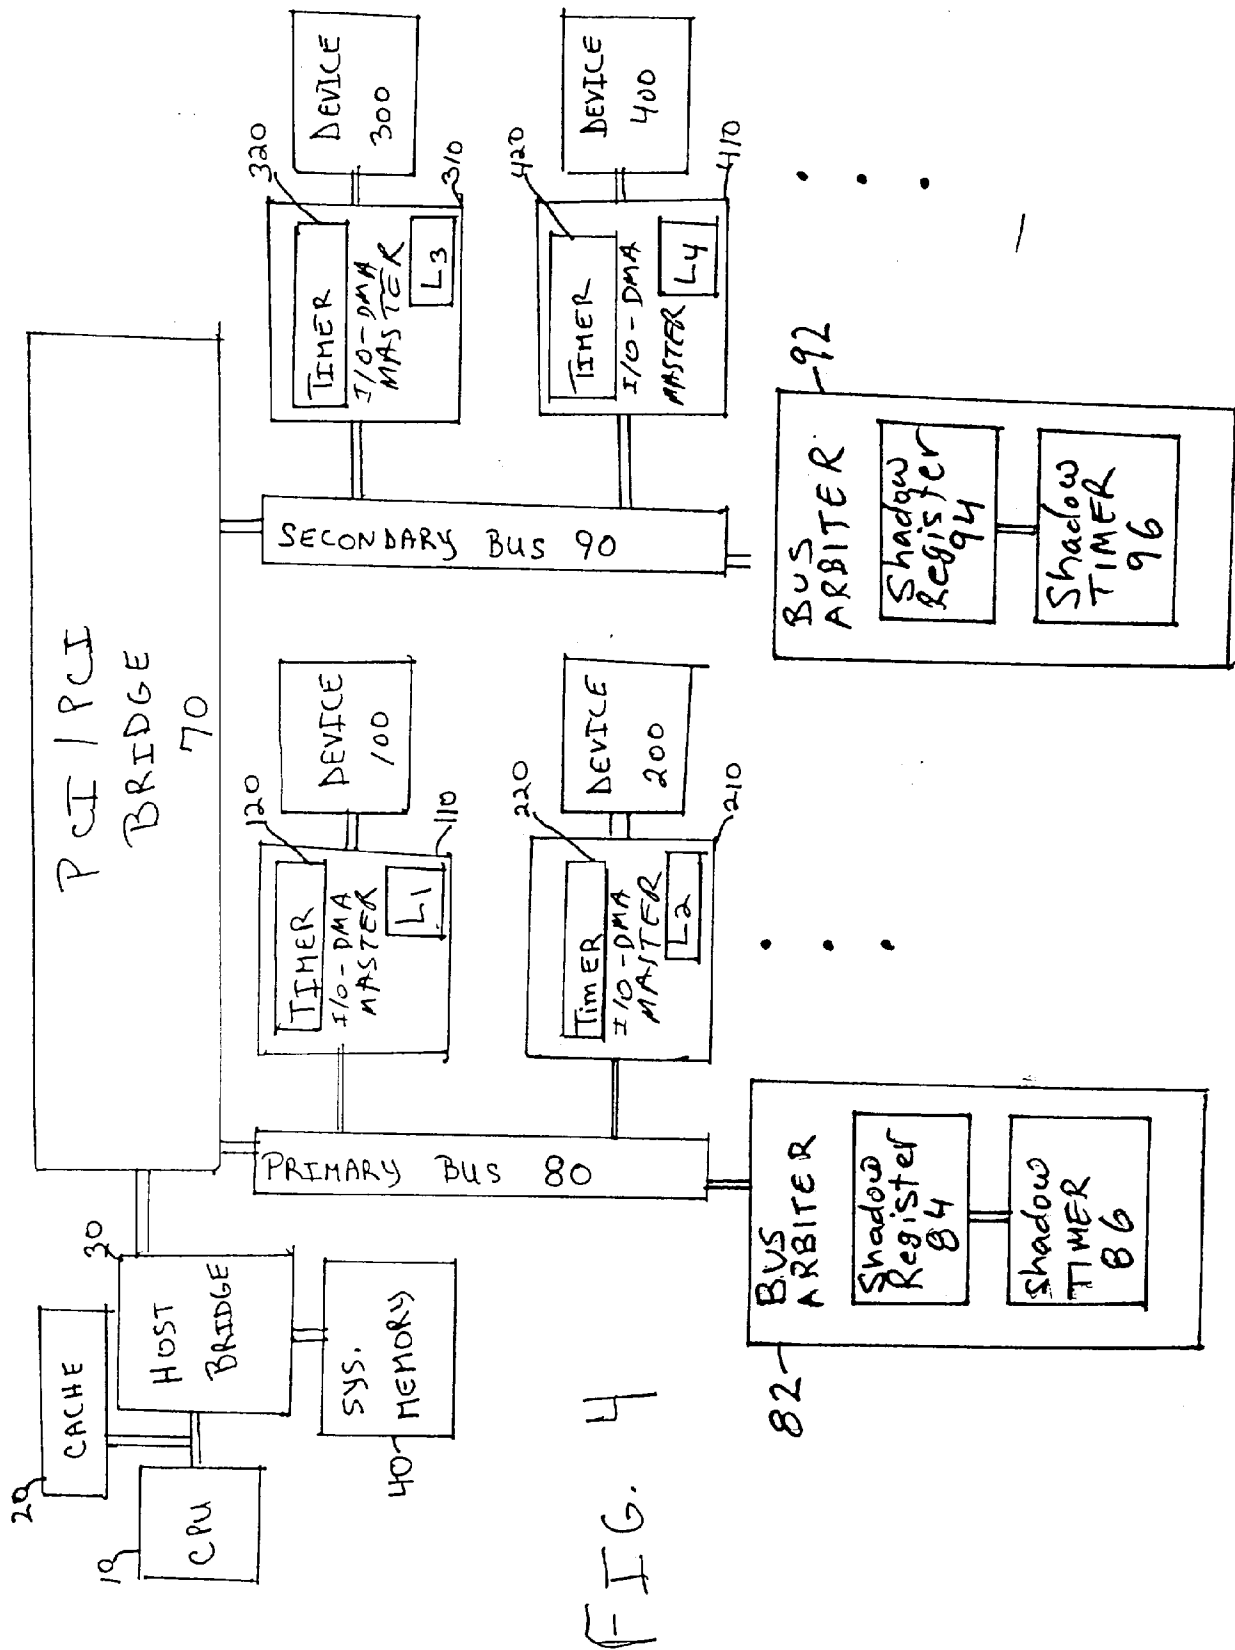 20
CACHE
10
CPU
30
HOST
BRIDGE
SYS.
MEMORY
40
PCI/PCI
BRIDGE
70
PRIMARY BUS 80
TIMER
120
I/O-DMA
MASTER
L1
110
DEVICE
100
TimER
220
I/O-DMA
MASTER
L2
210
DEVICE
200
SECONDARY BUS 90
TIMER
320
I/O-DMA
MASTER
L3
310
DEVICE
300
TIMER
420
I/O-DMA
MASTER
L4
410
DEVICE
400
82
BUS
ARBITER
Shadow
Register
84
Shadow
TIMER
86
92
BUS
ARBITER
Shadow
Register
94
Shadow
TIMER
96
FIG. 4